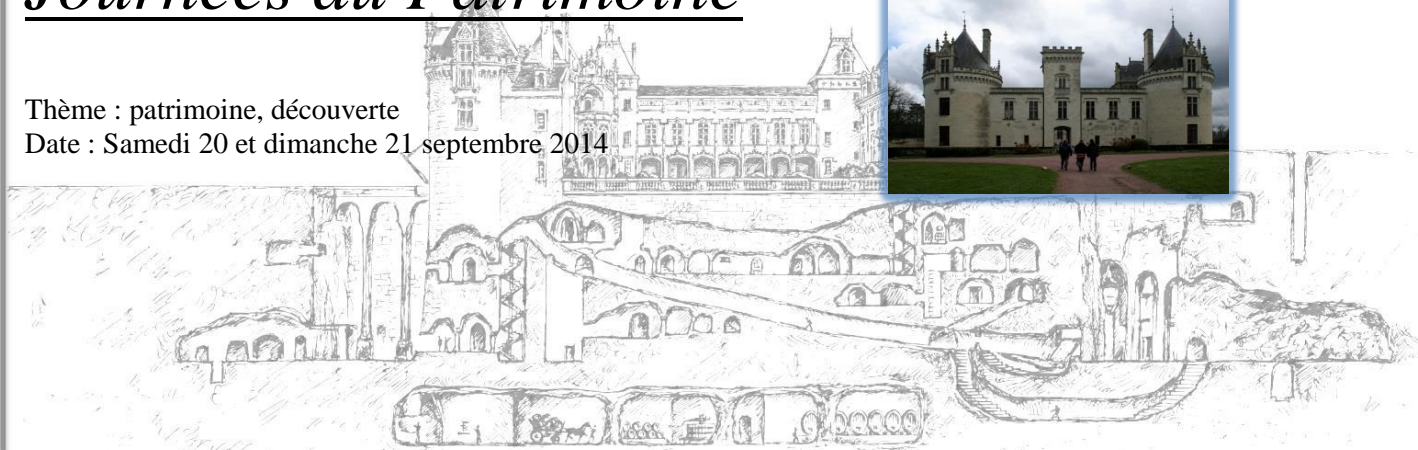 Journées du Patrimoine
Thème : patrimoine, découverte
Date : Samedi 20 et dimanche 21 septembre 2014